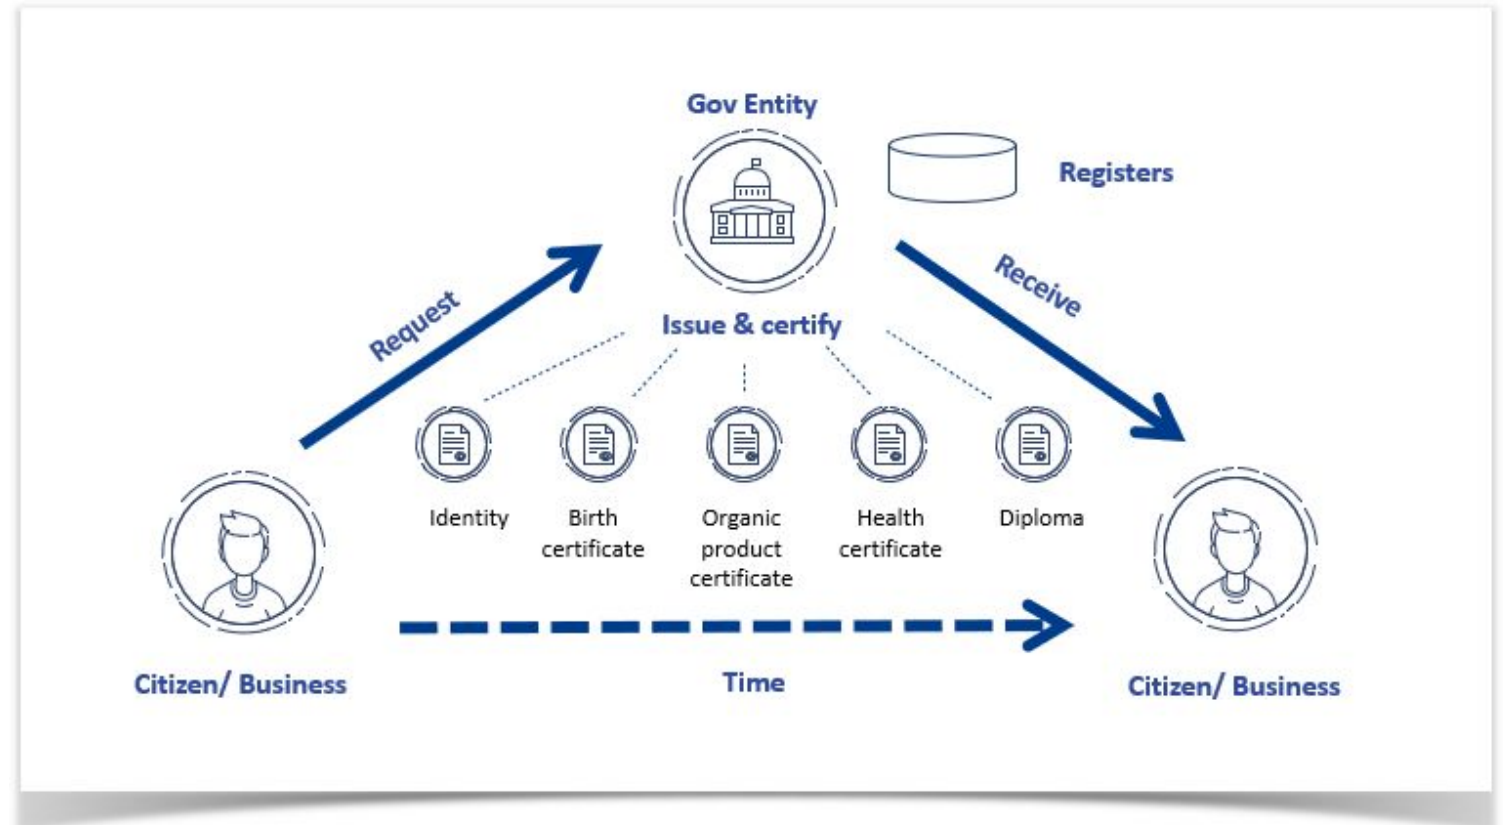 Gov Entity
Registers
Request
Receive
Issue & certify
Identity
Birth
certificate
Organic
product
certificate
Health
certificate
Diploma
Citizen/ Business
Time
Citizen/ Business